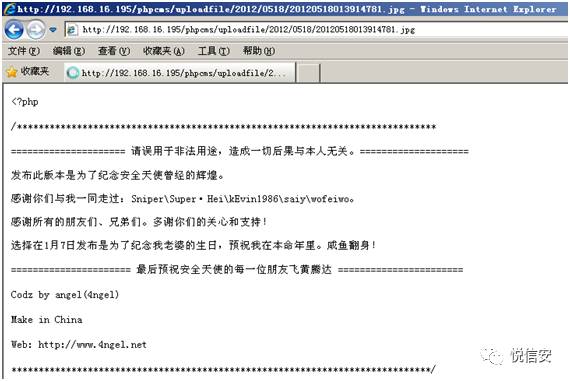 http://192.168.16.195/phpcms/uploadfile/2012/0518/20120518013914781.jpg - Windows Internet Explorer
http://192.168.16.195/phpcms/uploadfile/2012/0518/20120518013914781.jpg
文件(F) 编辑(E) 查看(V) 收藏夹(A) 工具(T) 帮助(H)
收藏夹 http://192.168.16.195/phpcms/uploadfile/2...
<?php
/******************************************************************************
===================== 请误用于非法用途，造成一切后果与本人无关。====================
发布此版本是为了纪念安全天使曾经的辉煌。
感谢你们与我一同走过：Sniper\Super·Hei\kEvin1986\saiy\wofeiwo。
感谢所有的朋友们、兄弟们。多谢你们的关心和支持！
选择在1月7日发布是为了纪念我老婆的生日，预祝我在本命年里。咸鱼翻身！
====================== 最后预祝安全天使的每一位朋友飞黄腾达 =======================
Codz by angel(4ngel)
Make in China
Web: http://www.4ngel.net
******************************************************************************/
悦信安